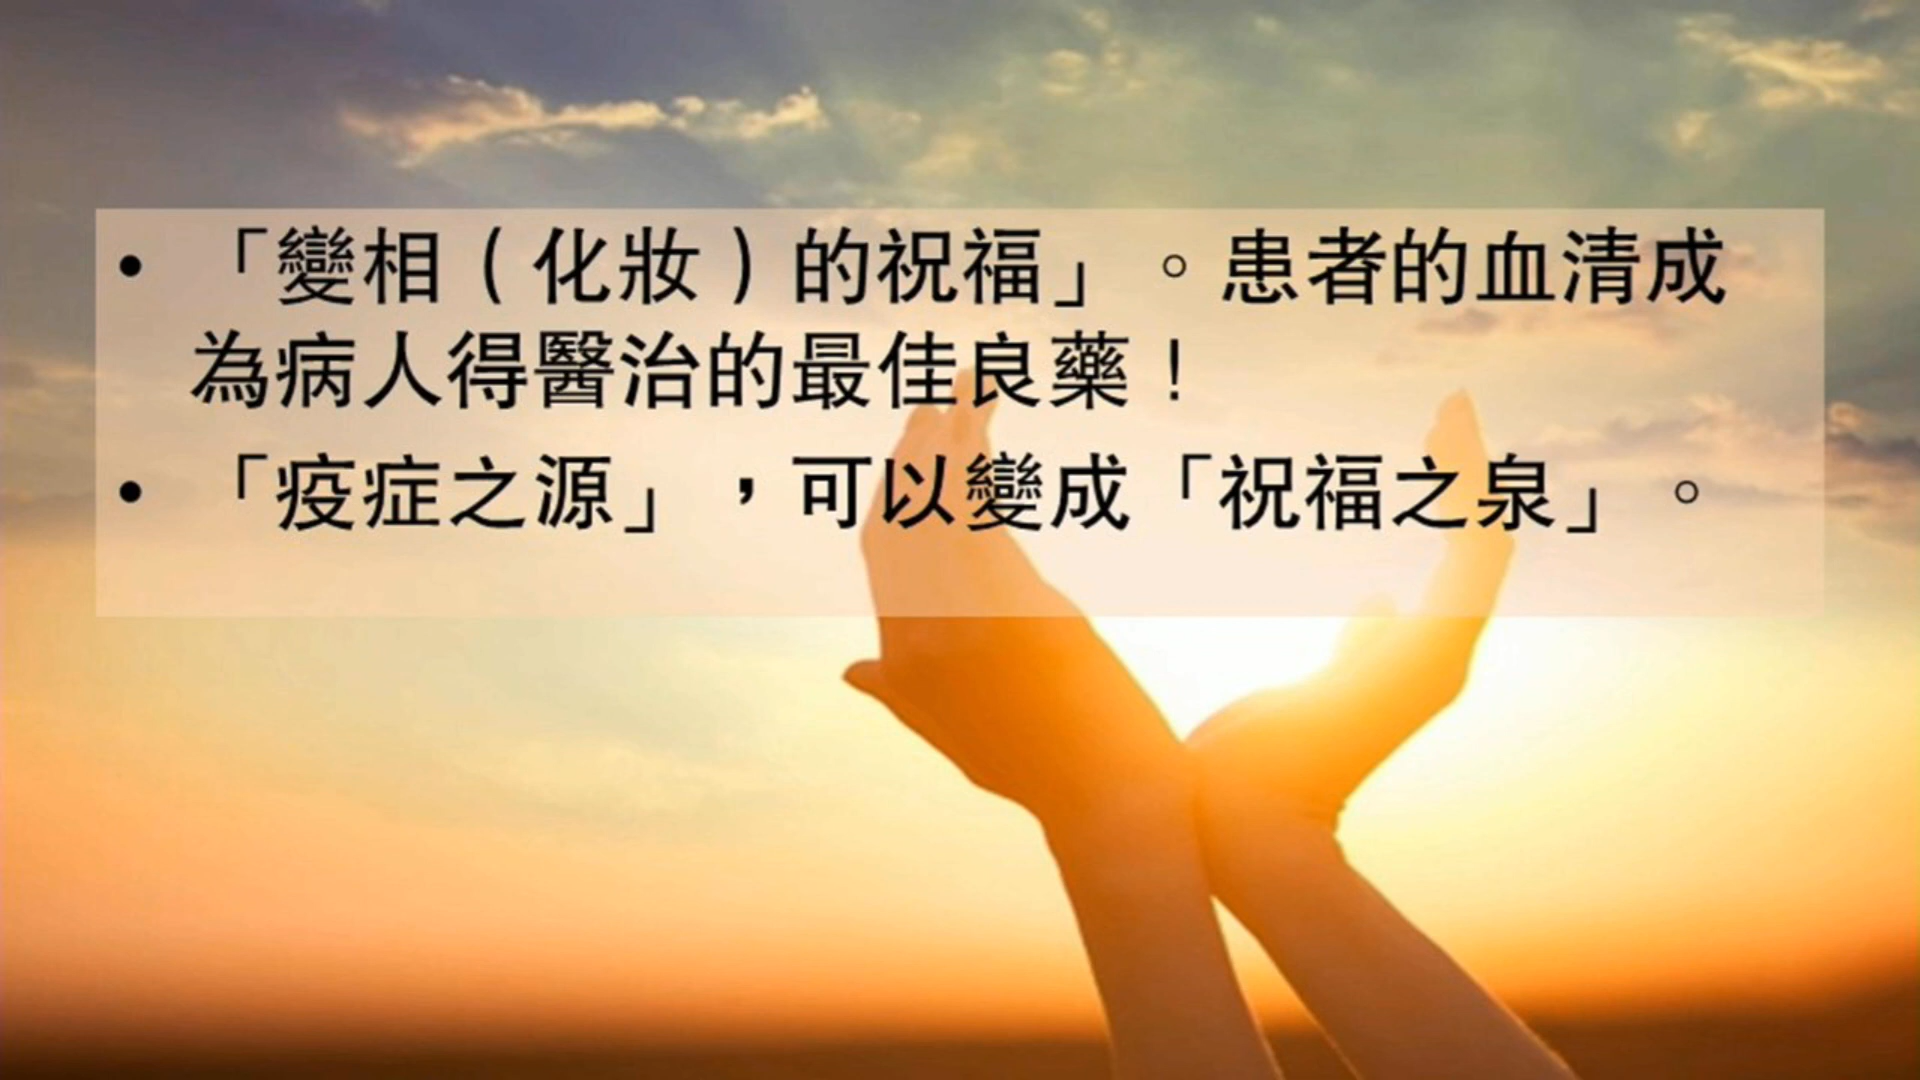 • 「變相（化妝）的祝福」。患者的血清成
為病人得醫治的最佳良藥！
• 「疫症之源」，可以變成「祝福之泉」。